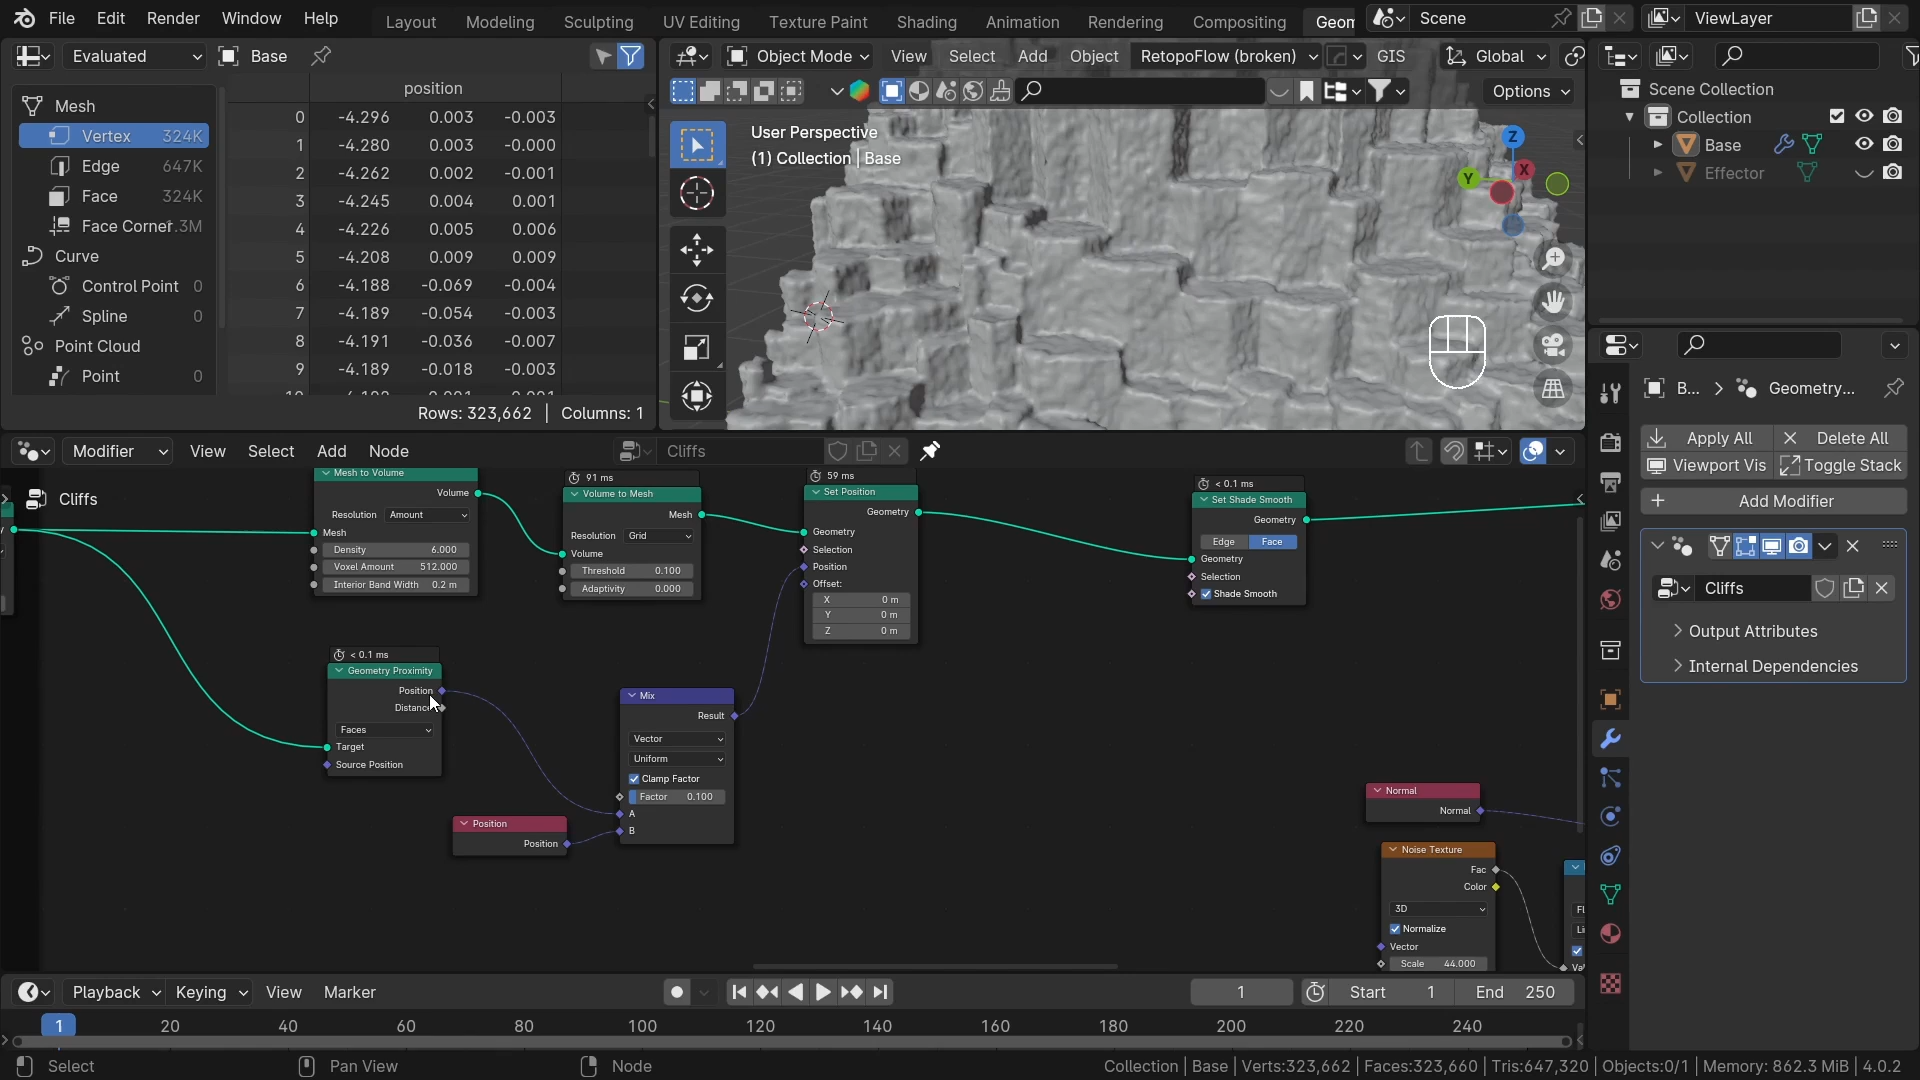 File Edit Render Window Help
Layout Modeling Sculpting UV Editing Texture Paint Shading Animation Rendering Compositing Geom
Scene
ViewLayer
Evaluated
Base
Object Mode View Select Add Object RetopoFlow (broken) GIS Global
Options
position
Mesh
Vertex 324K
Edge 647K
Face 324K
Face Corner 1.3M
Curve
Control Point 0
Spline 0
Point Cloud
Point 0
0 -4.296 0.003 -0.003
1 -4.280 0.003 -0.000
2 -4.262 0.002 -0.001
3 -4.245 0.004 0.001
4 -4.226 0.005 0.006
5 -4.208 0.009 0.009
6 -4.188 -0.069 -0.004
7 -4.189 -0.054 -0.003
8 -4.191 -0.036 -0.007
9 -4.189 -0.018 -0.003
Rows: 323,662 Columns: 1
User Perspective
(1) Collection | Base
Z
X
Y
Scene Collection
Collection
Base
Effector
B... Geometry...
Apply All Delete All
Viewport Vis Toggle Stack
Add Modifier
Cliffs
Output Attributes
Internal Dependencies
Modifier View Select Add Node
Cliffs
Cliffs
Mesh to Volume
Volume
Resolution Amount
Mesh
Density 6.000
Voxel Amount 512.000
Interior Band Width 0.2 m
91 ms
Volume to Mesh
Mesh
Resolution Grid
Volume
Threshold 0.100
Adaptivity 0.000
59 ms
Set Position
Geometry
Geometry
Selection
Position
Offset:
X 0 m
Y 0 m
Z 0 m
< 0.1 ms
Set Shade Smooth
Geometry
Edge Face
Geometry
Selection
Shade Smooth
< 0.1 ms
Geometry Proximity
Position
Distance
Faces
Target
Source Position
Mix
Result
Vector
Uniform
Clamp Factor
Factor 0.100
A
B
Position
Position
Normal
Normal
Noise Texture
Fac
Color
3D
Normalize
Vector
Scale 44.000
Playback Keying View Marker
1
Start 1 End 250
1 20 40 60 80 100 120 140 160 180 200 220 240
Select Pan View Node
Collection | Base | Verts:323,662 | Faces:323,660 | Tris:647,320 | Objects:0/1 | Memory: 862.3 MiB | 4.0.2